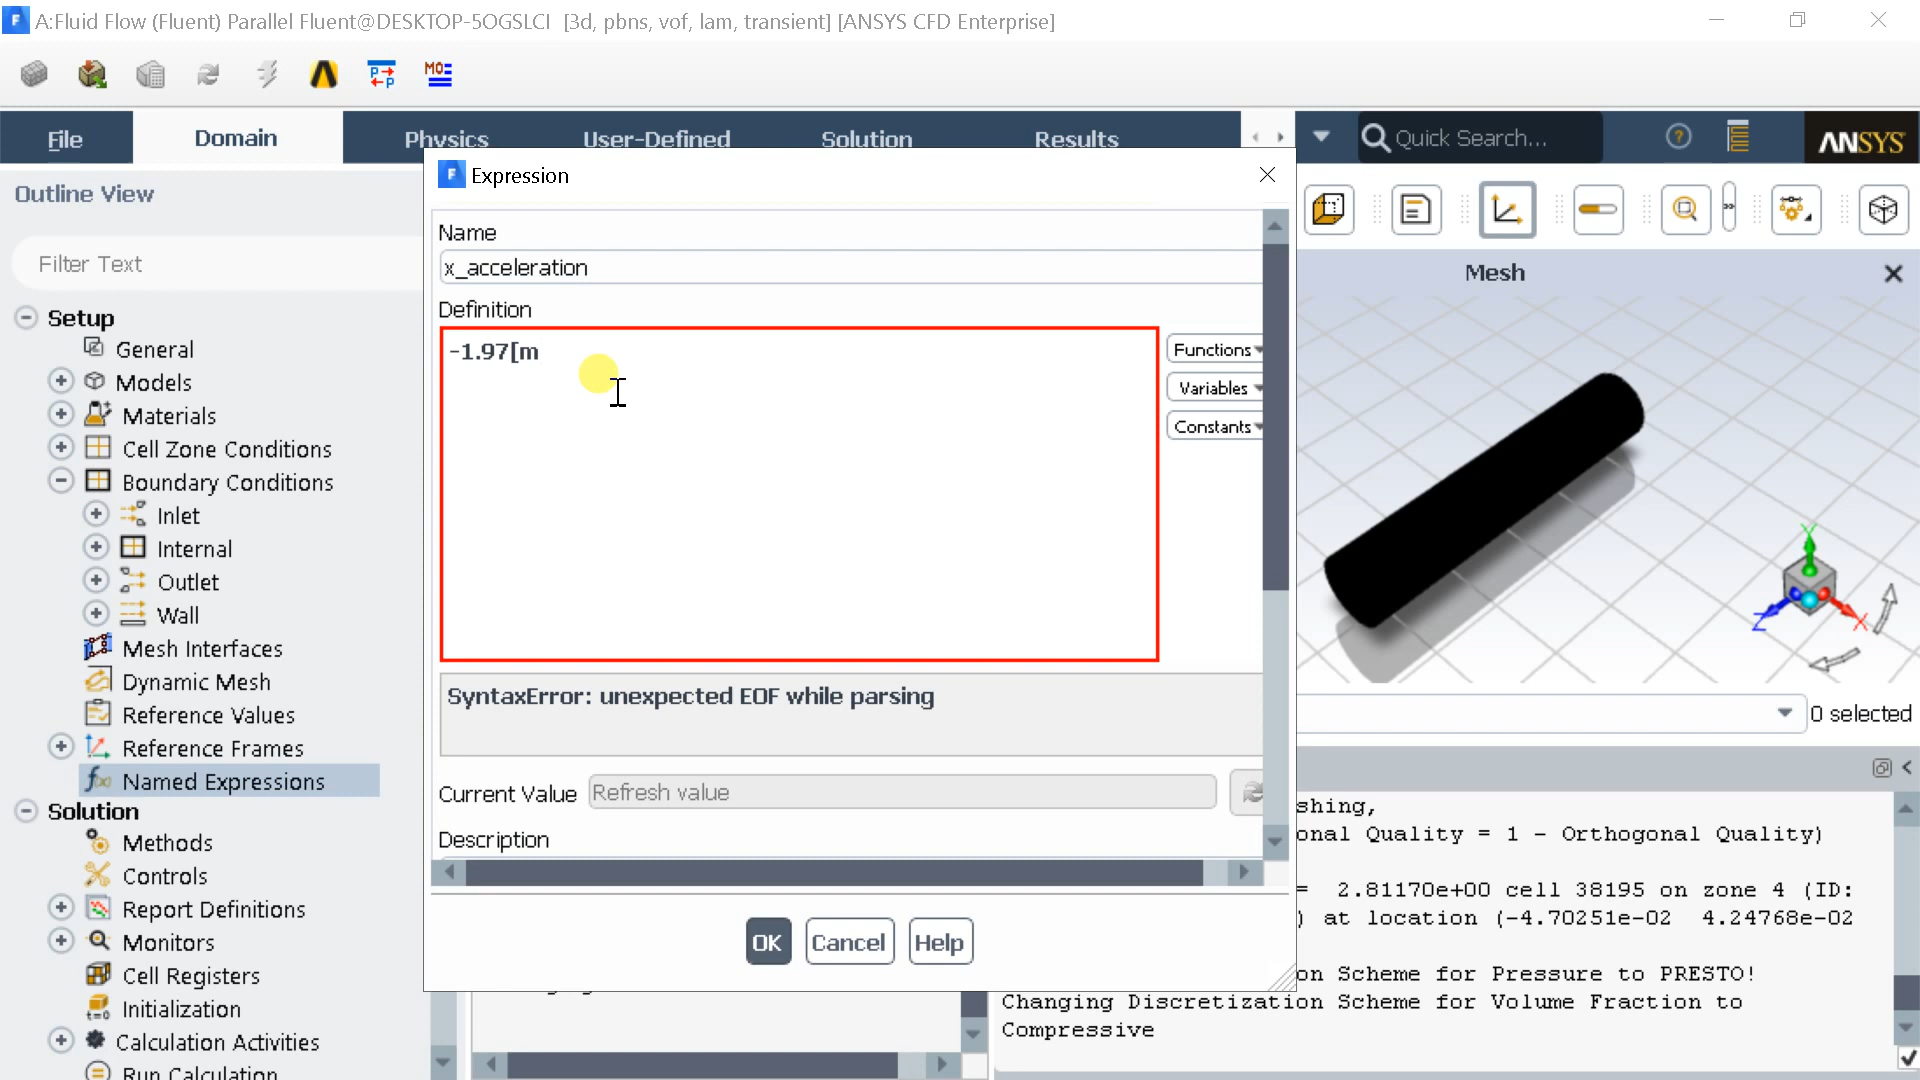 A:Fluid Flow (Fluent) Parallel Fluent@DESKTOP-5OGSLCI [3d, pbns, vof, lam, transient] [ANSYS CFD Enterprise]
File
Domain
Physics
User-Defined
Solution
Results
Quick Search...
ANSYS
Outline View
Filter Text
Setup
General
Models
Materials
Cell Zone Conditions
Boundary Conditions
Inlet
Internal
Outlet
Wall
Mesh Interfaces
Dynamic Mesh
Reference Values
Reference Frames
Named Expressions
Solution
Methods
Controls
Report Definitions
Monitors
Cell Registers
Initialization
Calculation Activities
Run Calculation
Expression
Name
x_acceleration
Definition
-1.97[m
Functions
Variables
Constants
SyntaxError: unexpected EOF while parsing
Current Value
Refresh value
Description
OK
Cancel
Help
Mesh
Y
Z
X
0 selected
shing,
onal Quality = 1 - Orthogonal Quality)
= 2.81170e+00 cell 38195 on zone 4 (ID:
) at location (-4.70251e-02 4.24768e-02
on Scheme for Pressure to PRESTO!
Changing Discretization Scheme for Volume Fraction to
Compressive